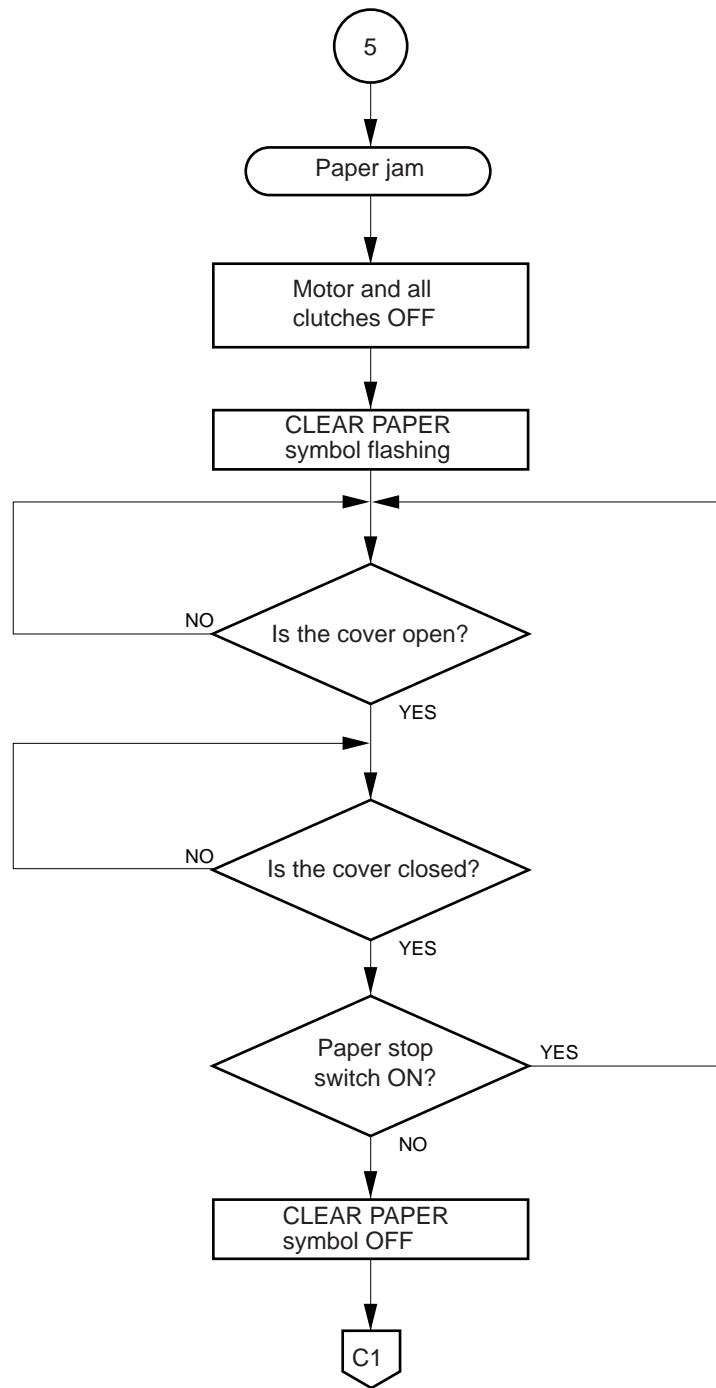 5
Paper jam
Motor and all
clutches OFF
CLEAR PAPER
symbol flashing
NO
Is the cover open?
YES
NO
Is the cover closed?
YES
Paper stop
switch ON?
YES
NO
CLEAR PAPER
symbol OFF
C1